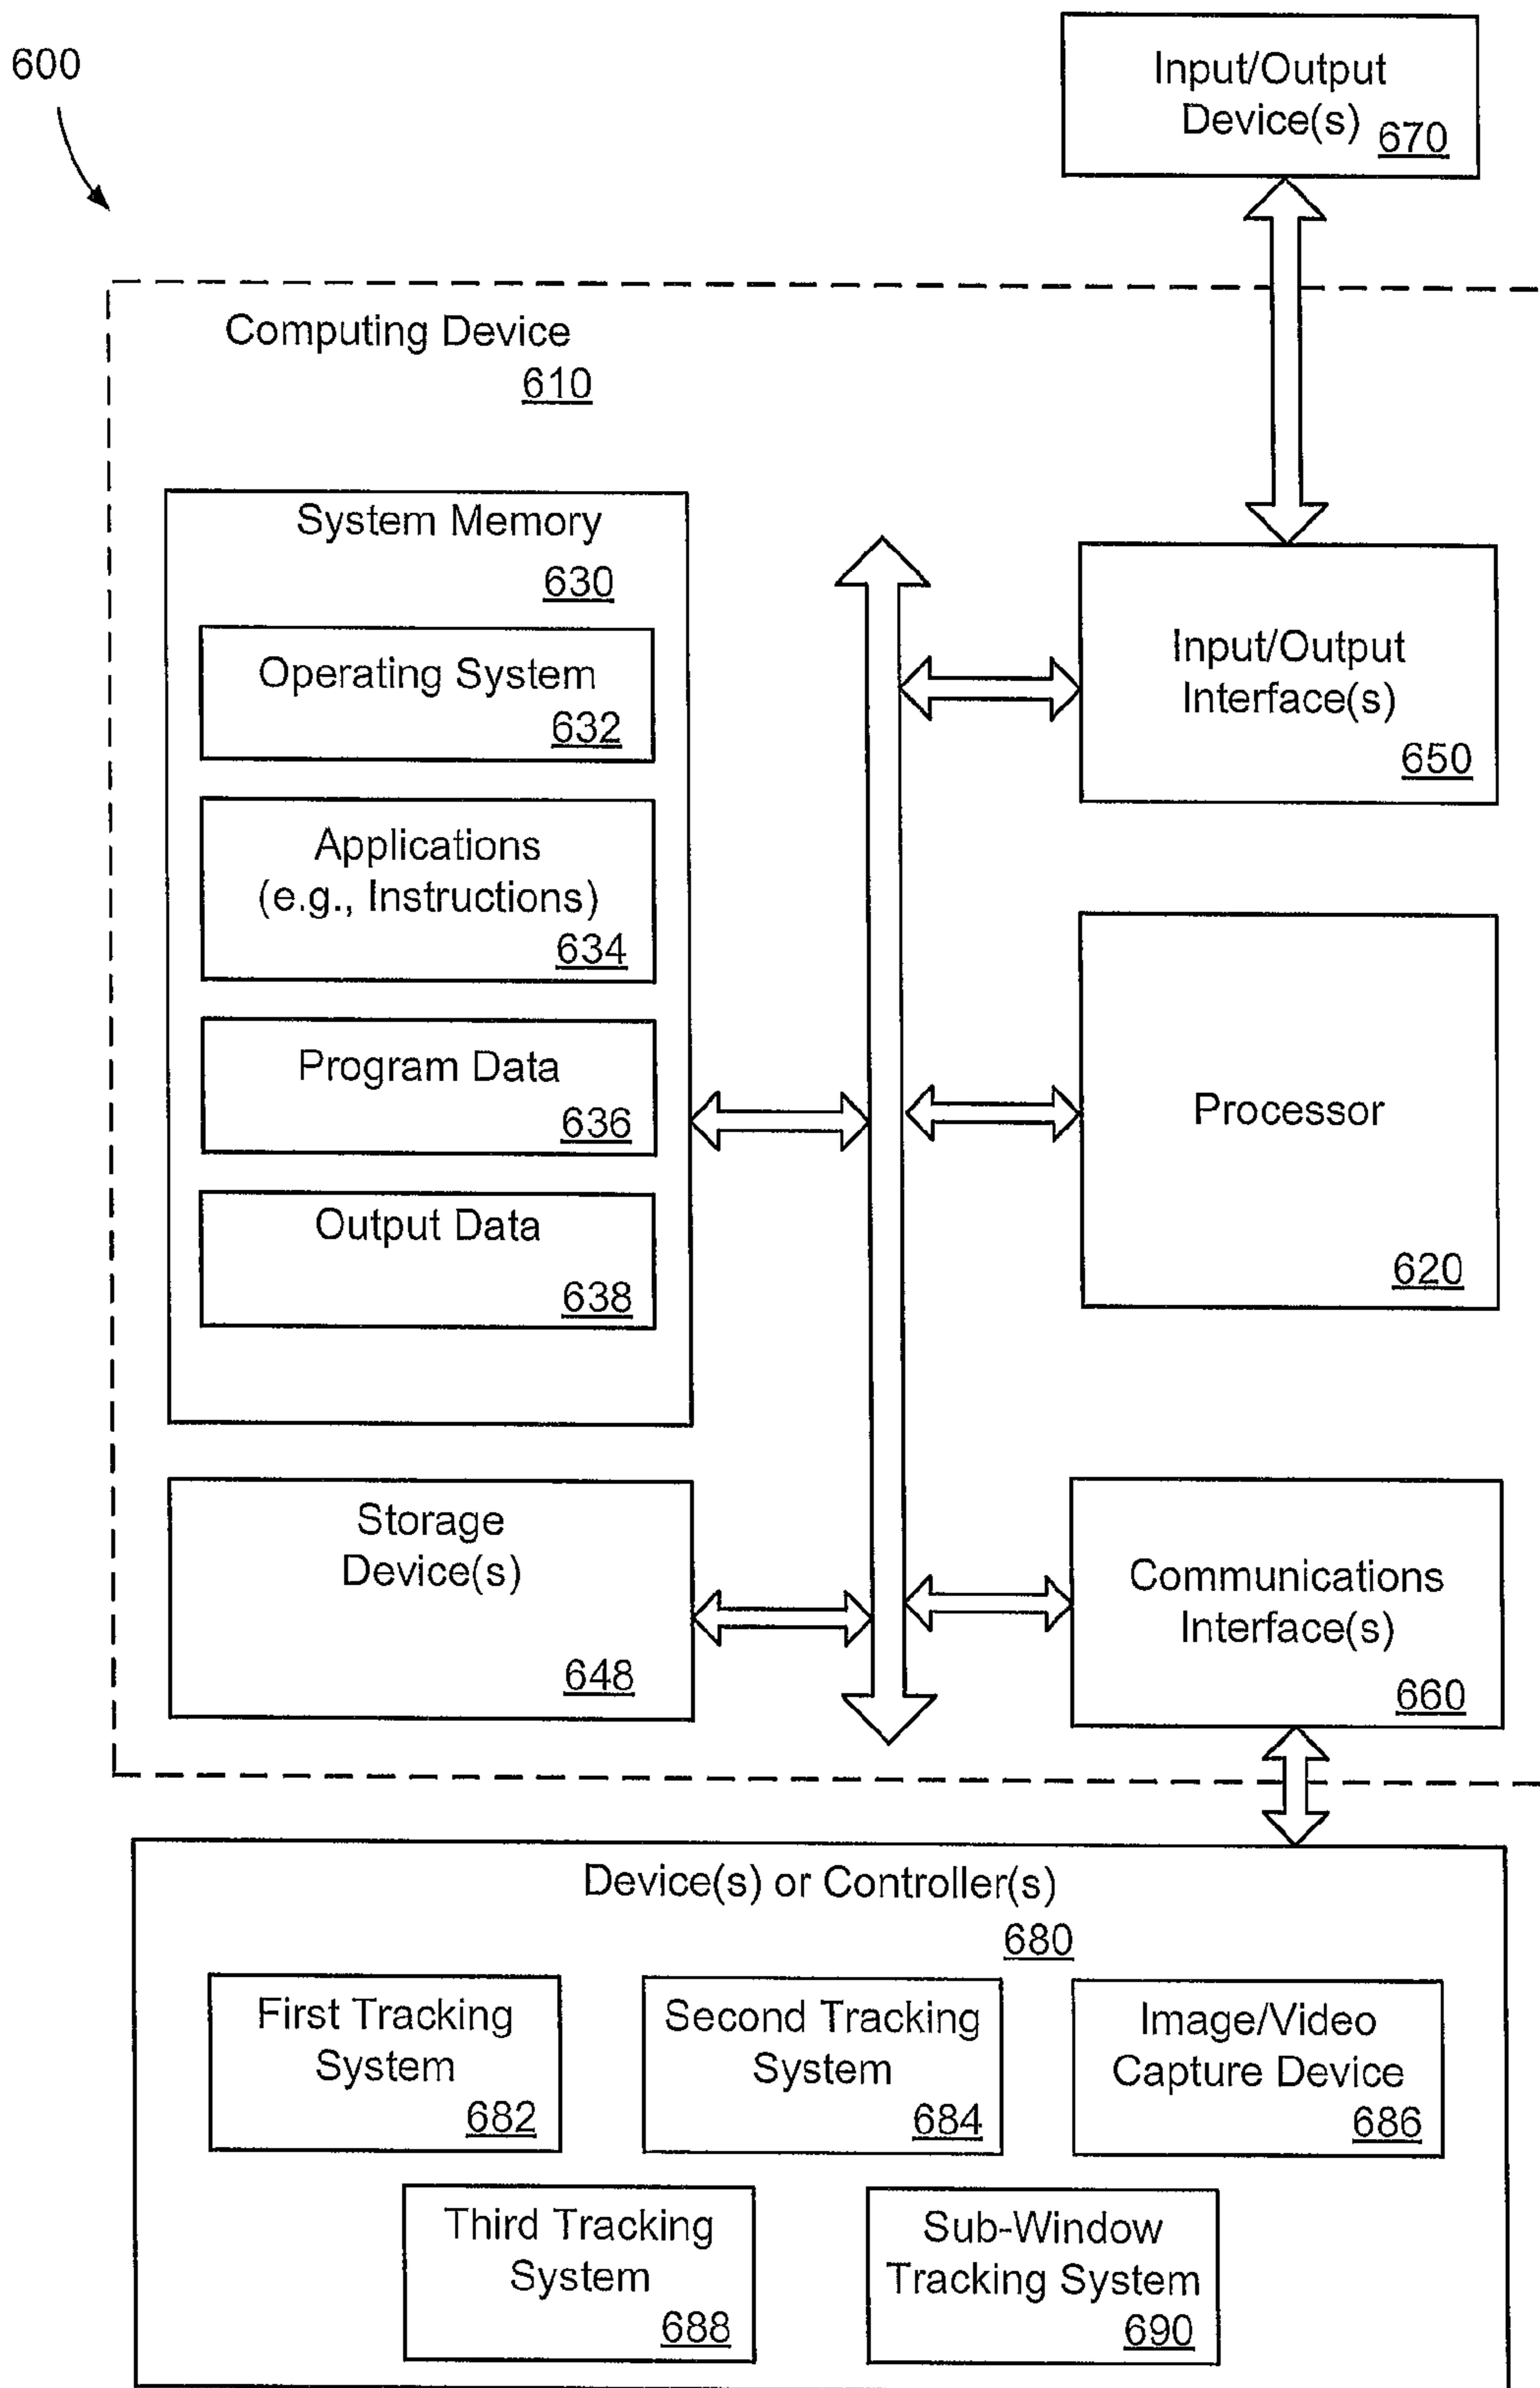 600
Input/Output
Device(s) 670
Computing Device
610
System Memory
630
Operating System
632
Applications
(e.g., Instructions)
634
Program Data
636
Output Data
638
Storage
Device(s)
648
Input/Output
Interface(s)
650
Processor
620
Communications
Interface(s)
660
Device(s) or Controller(s)
680
First Tracking
System
682
Second Tracking
System
684
Image/Video
Capture Device
686
Third Tracking
System
688
Sub-Window
Tracking System
690